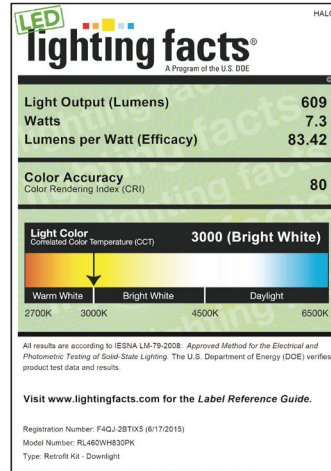 LED
HALO
lighting facts®
A Program of the U.S. DOE
Light Output (Lumens) 609
Watts 7.3
Lumens per Watt (Efficacy) 83.42
Color Accuracy
Color Rendering Index (CRI) 80
Light Color
Correlated Color Temperature (CCT) 3000 (Bright White)
Warm White Bright White Daylight
2700K 3000K 4500K 6500K
All results are according to IESNA LM-79-2008: Approved Method for the Electrical and
Photometric Testing of Solid-State Lighting. The U.S. Department of Energy (DOE) verifies
product test data and results.
Visit www.lightingfacts.com for the Label Reference Guide.
Registration Number: F4QJ-2BTIX5 (6/17/2015)
Model Number: RL460WH830PK
Type: Retrofit Kit - Downlight